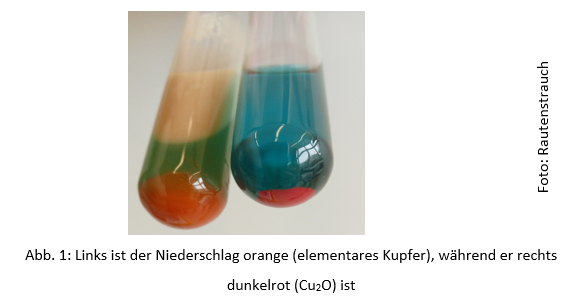 Foto: Rautenstrauch
Abb. 1: Links ist der Niederschlag orange (elementares Kupfer), während er rechts
dunkelrot (Cu₂O) ist